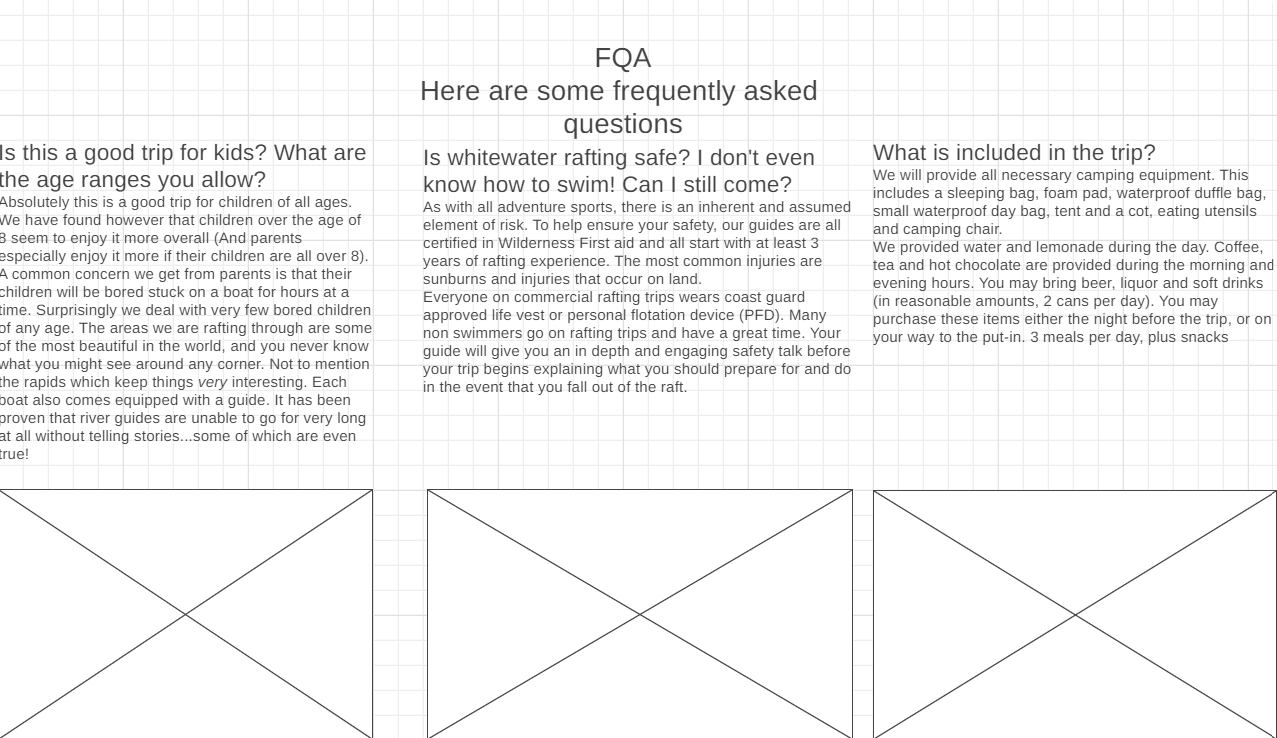 FQA
Here are some frequently asked
questions
Is this a good trip for kids? What are
the age ranges you allow?
Absolutely this is a good trip for children of all ages.
We have found however that children over the age of
8 seem to enjoy it more overall (And parents
especially enjoy it more if their children are all over 8).
A common concern we get from parents is that their
children will be bored stuck on a boat for hours at a
time. Surprisingly we deal with very few bored children
of any age. The areas we are rafting through are some
of the most beautiful in the world, and you never know
what you might see around any corner. Not to mention
the rapids which keep things very interesting. Each
boat also comes equipped with a guide. It has been
proven that river guides are unable to go for very long
at all without telling stories...some of which are even
true!
Is whitewater rafting safe? I don't even
know how to swim! Can I still come?
As with all adventure sports, there is an inherent and assumed
element of risk. To help ensure your safety, our guides are all
certified in Wilderness First aid and all start with at least 3
years of rafting experience. The most common injuries are
sunburns and injuries that occur on land.
Everyone on commercial rafting trips wears coast guard
approved life vest or personal flotation device (PFD). Many
non swimmers go on rafting trips and have a great time. Your
guide will give you an in depth and engaging safety talk before
your trip begins explaining what you should prepare for and do
in the event that you fall out of the raft.
What is included in the trip?
We will provide all necessary camping equipment. This
includes a sleeping bag, foam pad, waterproof duffle bag,
small waterproof day bag, tent and a cot, eating utensils
and camping chair.
We provided water and lemonade during the day. Coffee,
tea and hot chocolate are provided during the morning and
evening hours. You may bring beer, liquor and soft drinks
(in reasonable amounts, 2 cans per day). You may
purchase these items either the night before the trip, or on
your way to the put-in. 3 meals per day, plus snacks